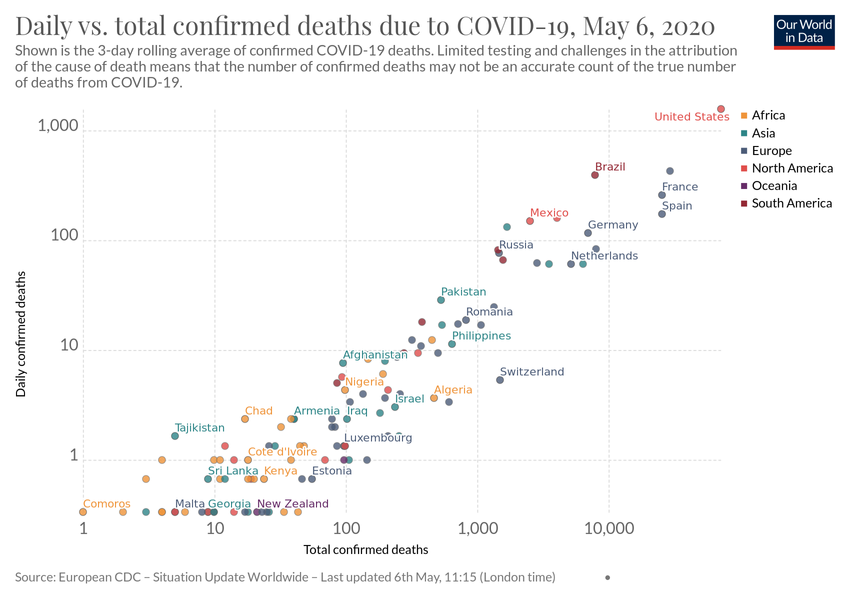 Daily vs. total confirmed deaths due to COVID-19, May 6, 2020
Our World
in Data
Shown is the 3-day rolling average of confirmed COVID-19 deaths. Limited testing and challenges in the attribution
of the cause of death means that the number of confirmed deaths may not be an accurate count of the true number
of deaths from COVID-19.
United States
Africa
Asia
Europe
North America
Oceania
South America
1,000
Brazil
France
Spain
Mexico
Germany
100
Russia
Netherlands
Pakistan
Romania
Philippines
10
Afghanistan
Switzerland
Nigeria
Algeria
Israel
Chad
Armenia
Iraq
Tajikistan
Luxembourg
Cote d'Ivoire
1
Sri Lanka
Kenya
Estonia
Comoros
Malta
Georgia
New Zealand
Daily confirmed deaths
1
10
100
1,000
10,000
Total confirmed deaths
Source: European CDC – Situation Update Worldwide – Last updated 6th May, 11:15 (London time)